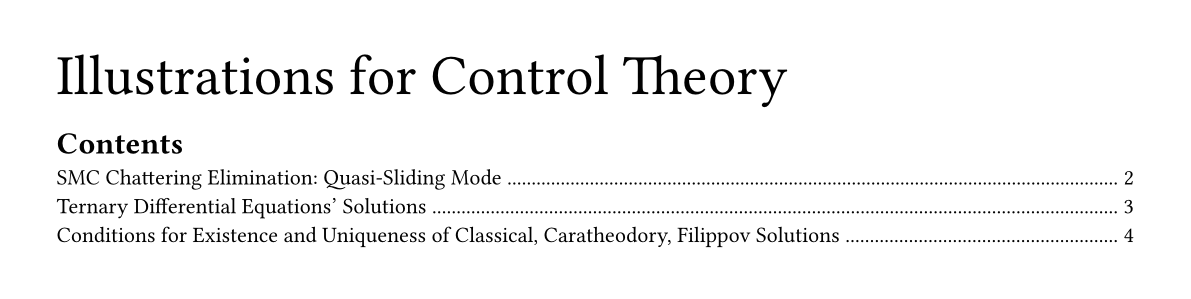 Illustrations for Control Theory
Contents
SMC Chattering Elimination: Quasi-Sliding Mode ........................................................................................................................ 2
Ternary Differential Equations’ Solutions ........................................................................................................................................ 3
Conditions for Existence and Uniqueness of Classical, Caratheodory, Filippov Solutions ...................................................... 4